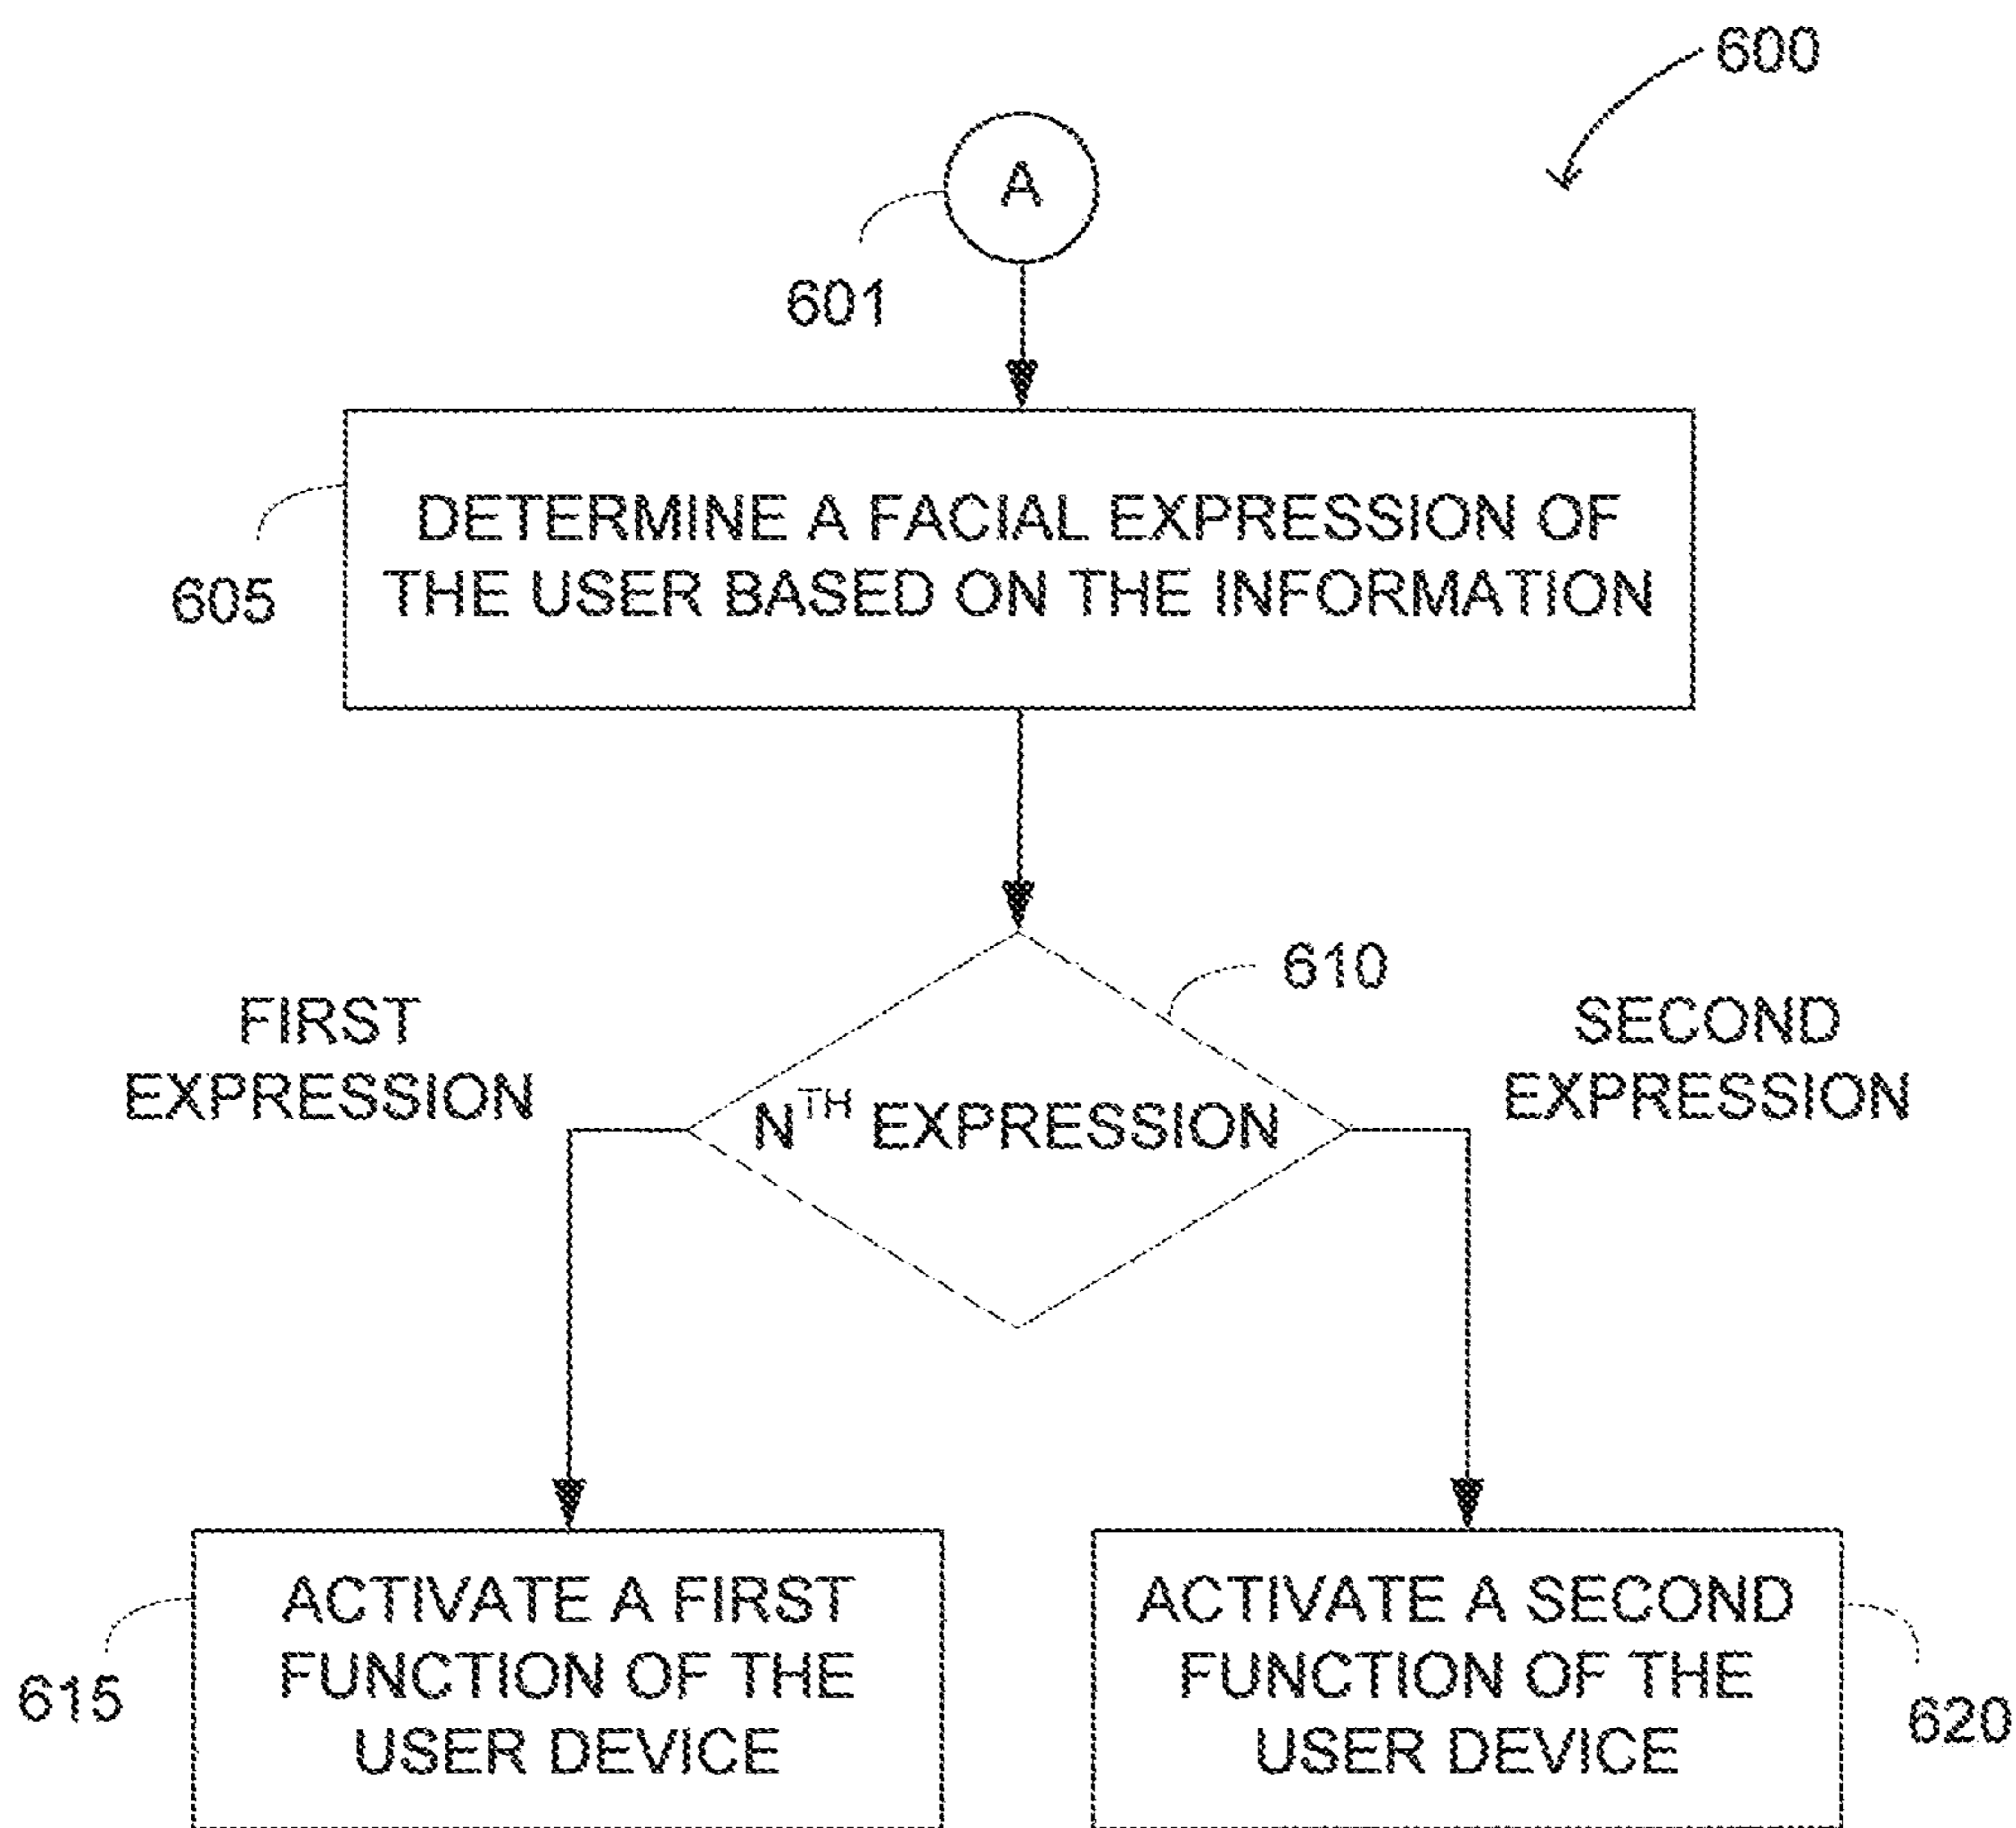 600
A
601
DETERMINE A FACIAL EXPRESSION OF
THE USER BASED ON THE INFORMATION
605
610
FIRST
EXPRESSION
SECOND
EXPRESSION
NTH EXPRESSION
ACTIVATE A FIRST
FUNCTION OF THE
USER DEVICE
615
ACTIVATE A SECOND
FUNCTION OF THE
USER DEVICE
620